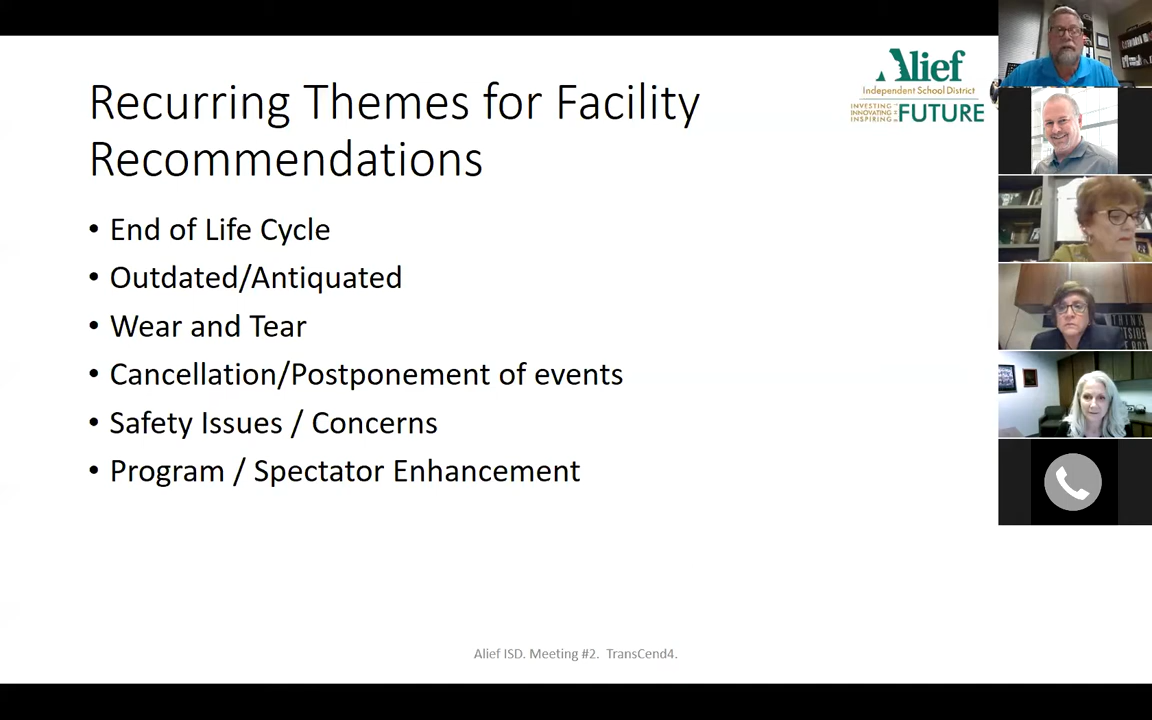 Recurring Themes for Facility
Recommendations
• End of Life Cycle
• Outdated/Antiquated
• Wear and Tear
• Cancellation/Postponement of events
• Safety Issues / Concerns
• Program / Spectator Enhancement
Alief ISD. Meeting #2. TransCend4.
Alief
Independent School District
INVESTING
INNOVATING
INSPIRING
FUTURE
THINK